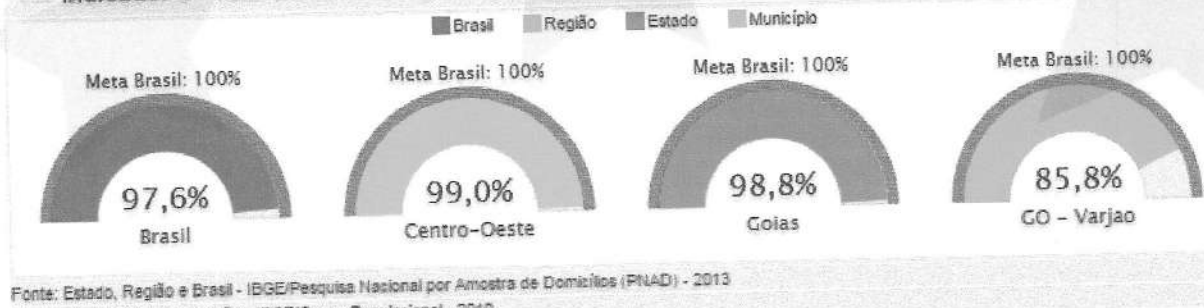 Brasil Região Estado Município
Meta Brasil: 100% Meta Brasil: 100% Meta Brasil: 100% Meta Brasil: 100%
97,6% 99,0% 98,8% 85,8%
Brasil Centro-Oeste Goias GO - Varjao
Fonte: Estado, Região e Brasil - IBGE/Pesquisa Nacional por Amostra de Domicílios (PNAD) - 2013